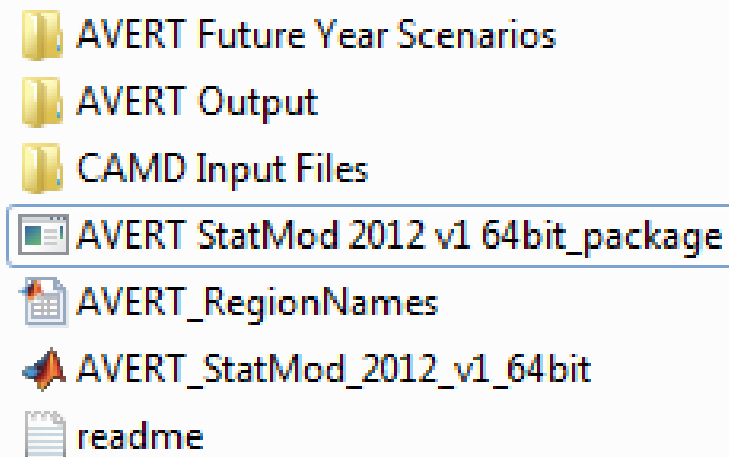 AVERT Future Year Scenarios
AVERT Output
CAMD Input Files
AVERT StatMod 2012 v1 64bit_package
AVERT_RegionNames
AVERT_StatMod_2012_v1_64bit
readme